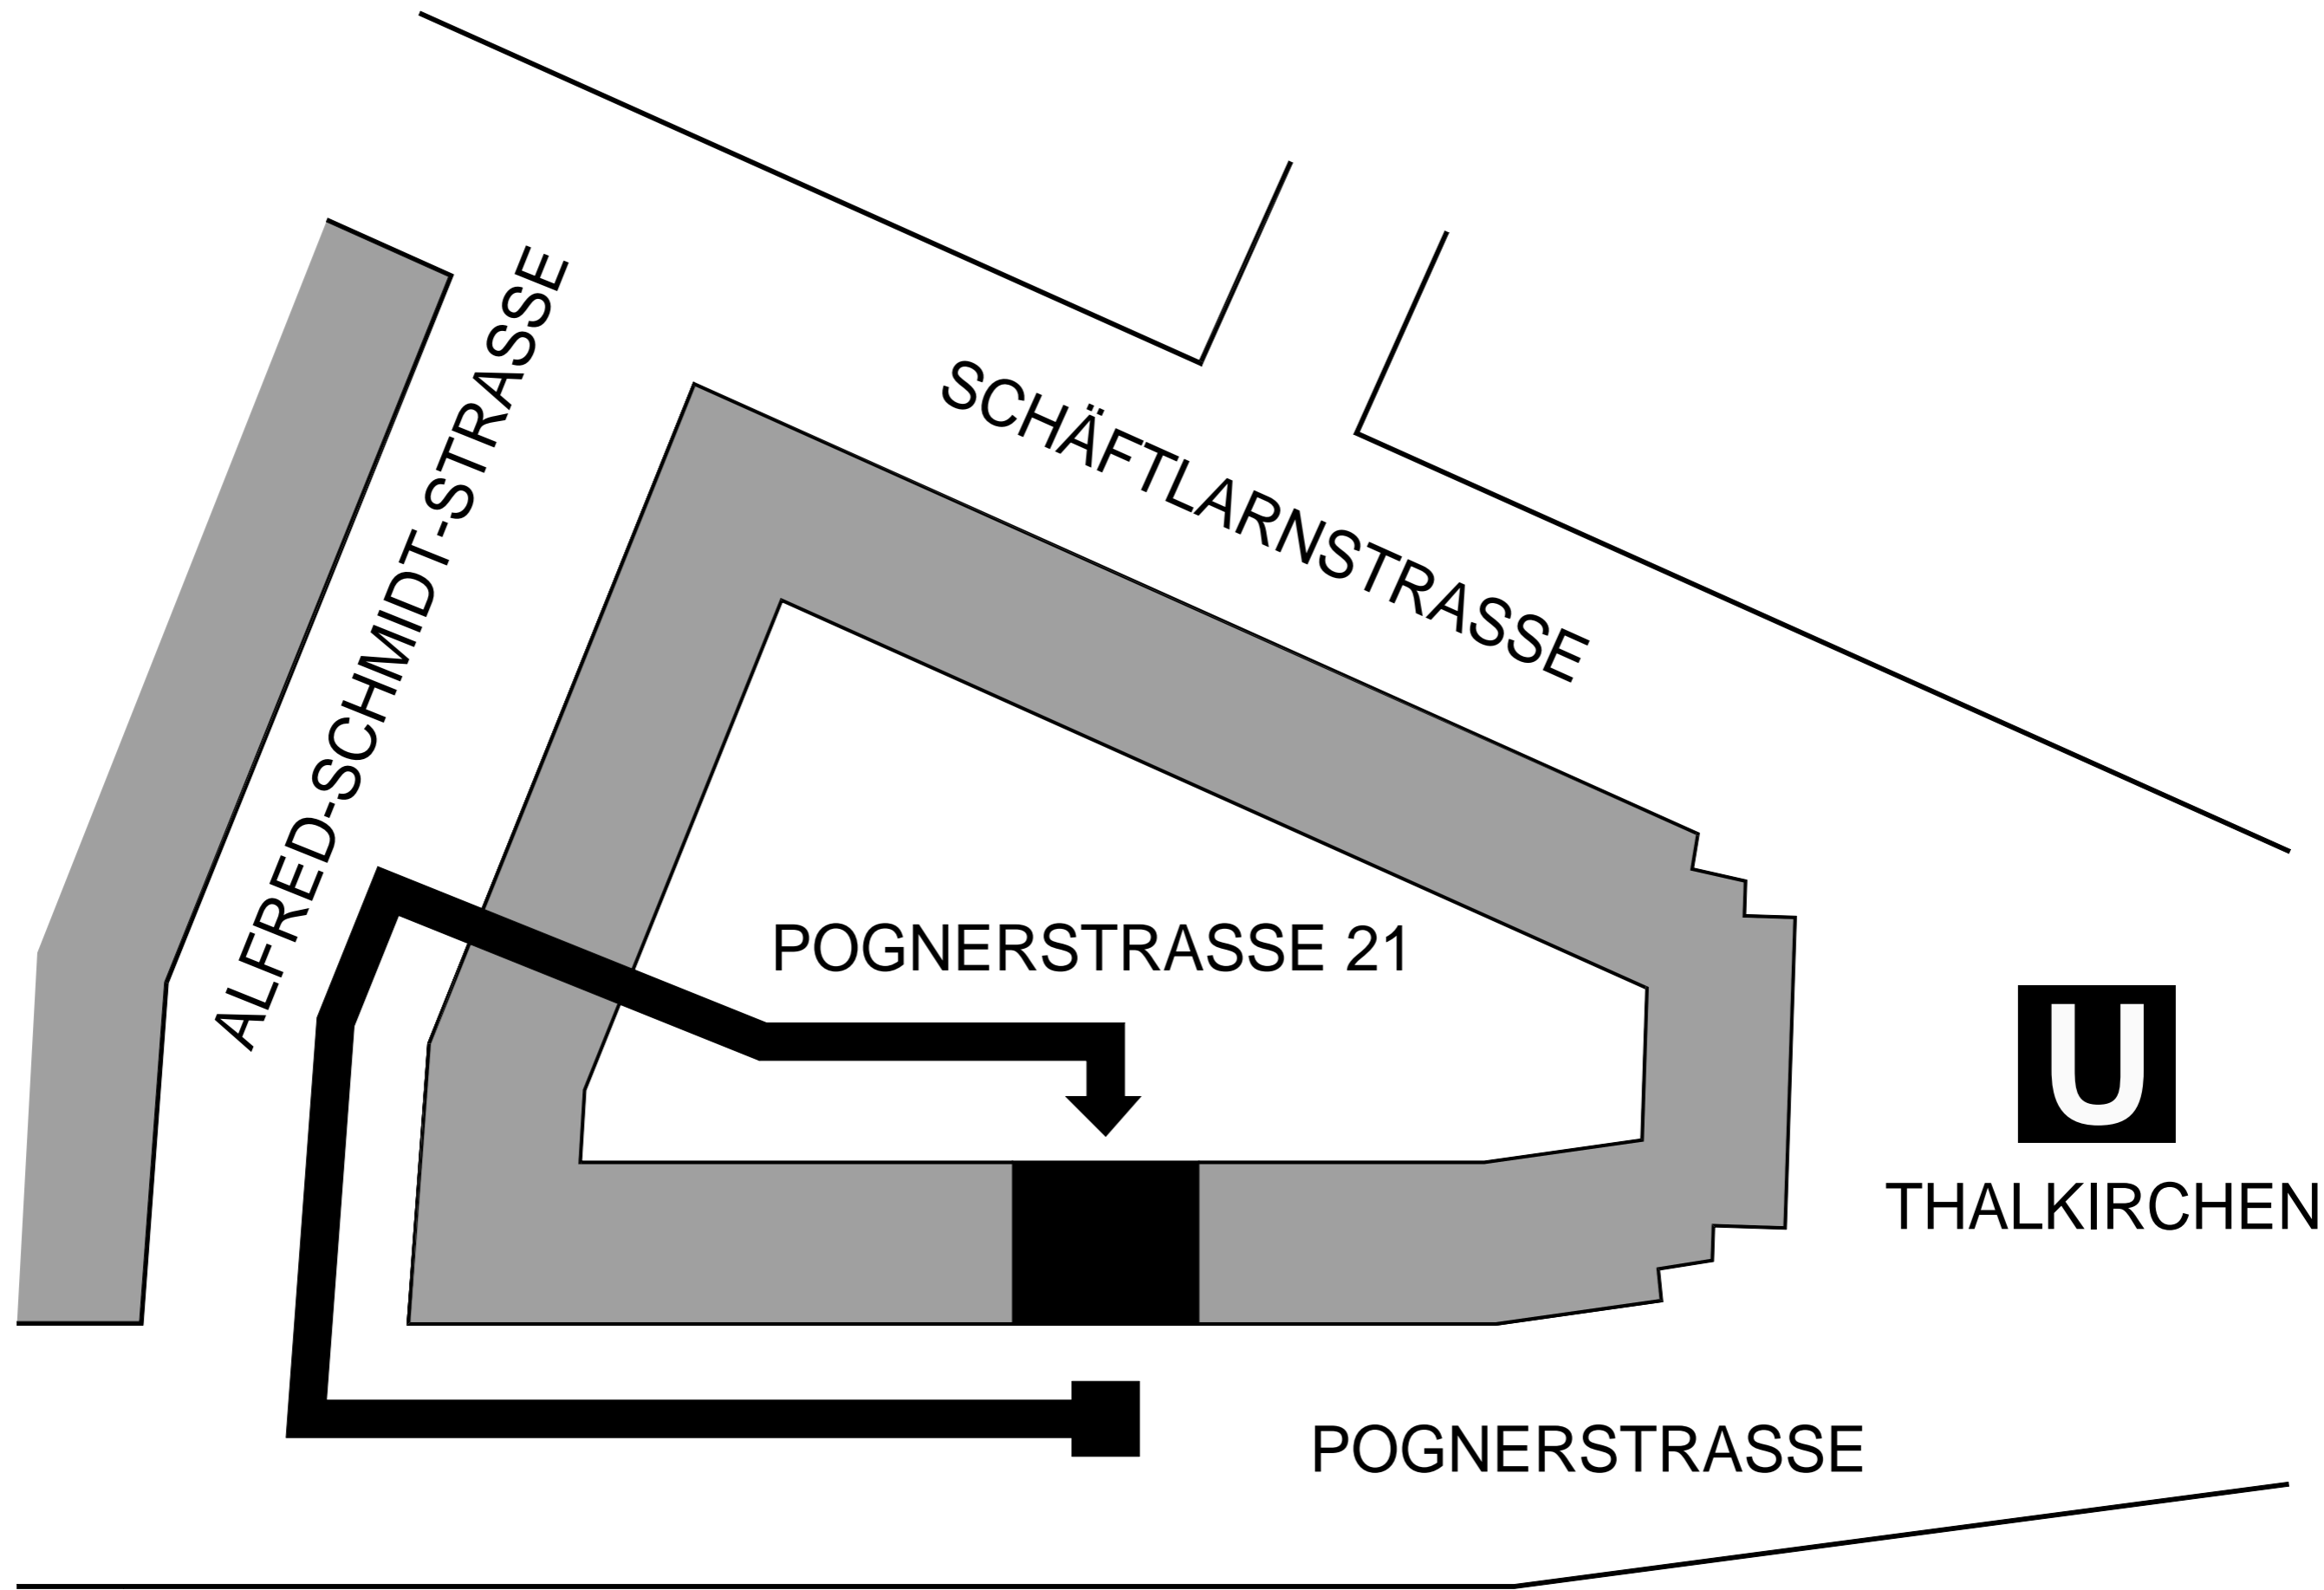 ALFRED-SCHMIDT-STRASSE
SCHÄFTLARNSTRASSE
POGNERSTRASSE 21
U
THALKIRCHEN
POGNERSTRASSE